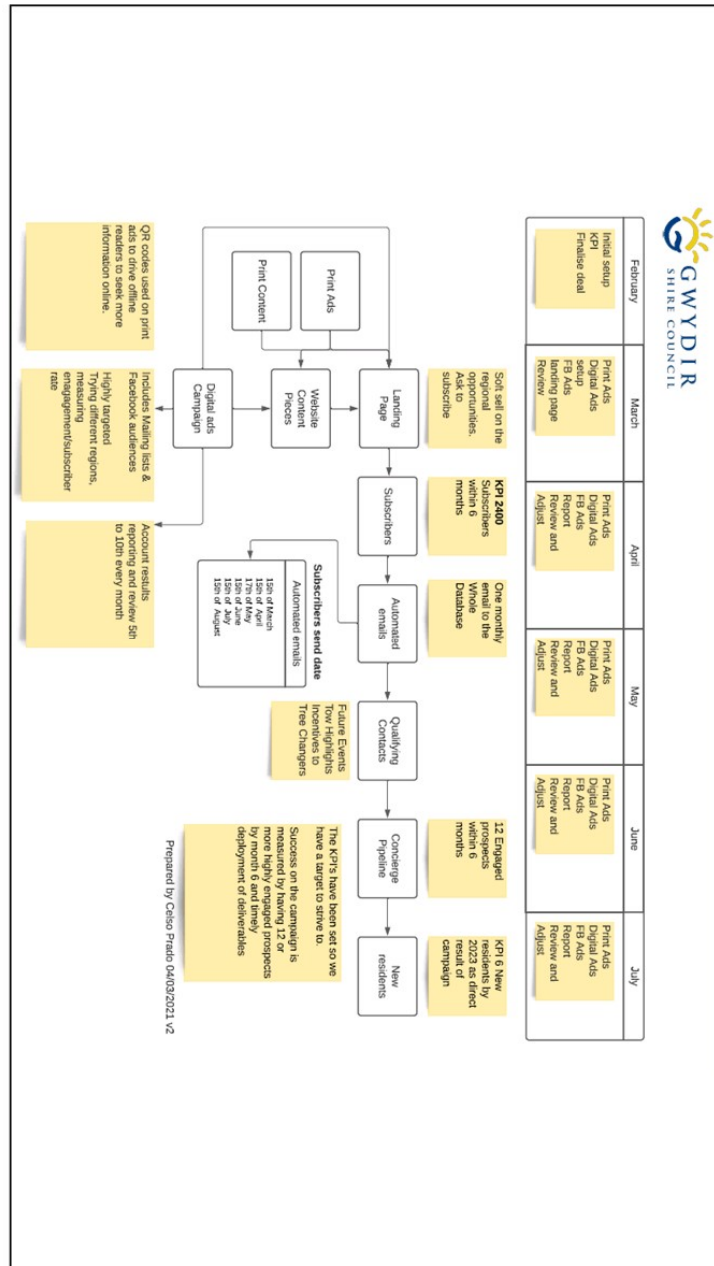 GWYDIR
SHIRE COUNCIL
February
March
April
May
June
July
Initial setup
KPI
Finalise deal
Print Ads
Digital Ads
setup
FB Ads
landing page
Review
Print Ads
Digital Ads
FB Ads
Report
Review and
Adjust
Print Ads
Digital Ads
FB Ads
Report
Review and
Adjust
Print Ads
Digital Ads
FB Ads
Report
Review and
Adjust
Print Ads
Digital Ads
FB Ads
Report
Review and
Adjust
Soft sell on the
regional
opportunities.
Ask to
subscribe
KPI 2400
Subscribers
within 6
months
One monthly
email to the
Whole
Database
12 Engaged
prospects
within 6
months
KPI 6 New
residents by
2023 as direct
result of
campaign
Print Ads
Landing
Page
Subscribers
Automated
emails
Qualifying
Contacts
Concierge
Pipeline
New
residents
Print Content
Website
Content
Pieces
Future Events
Tow Highlights
Incentives to
Tree Changers
Subscribers send date
Automated emails
15th of March
15th of April
17th of May
15th of June
15th of July
15th of August
Digital ads
Campaign
The KPI's have been set so we
have a target to strive to.
Success on the campaign is
measured by having 12 or
more highly engaged prospects
by month 6 and timely
deployment of deliverables
QR codes used on print
ads to drive offline
readers to seek more
information online.
Includes Mailing lists &
Facebook audiences
Highly targeted
Trying different regions,
measuring
enagagement/subscriber
rate
Account restults
reporting and review 5th
to 10th every month
Prepared by Celso Prado 04/03/2021 v2